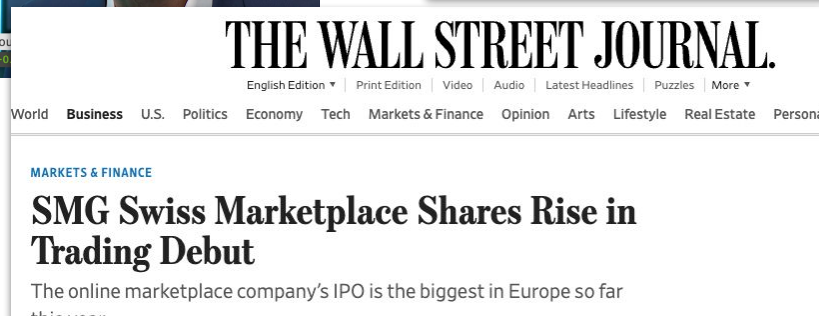 THE WALL STREET JOURNAL.
English Edition ▼ | Print Edition | Video | Audio | Latest Headlines | Puzzles | More ▼
World Business U.S. Politics Economy Tech Markets & Finance Opinion Arts Lifestyle Real Estate Persona
MARKETS & FINANCE
SMG Swiss Marketplace Shares Rise in
Trading Debut
The online marketplace company's IPO is the biggest in Europe so far